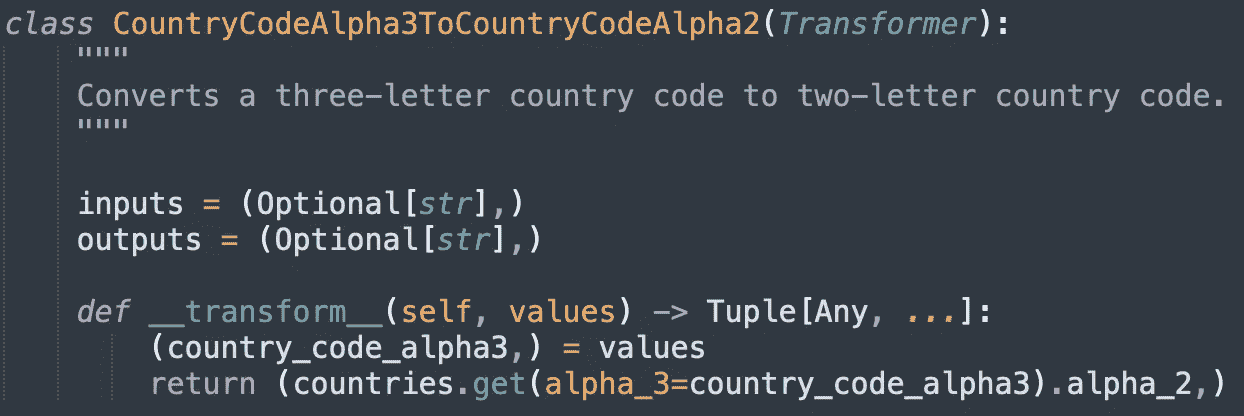 class CountryCodeAlpha3ToCountryCodeAlpha2(Transformer):
    """
    Converts a three-letter country code to two-letter country code.
    """

    inputs = (Optional[str],)
    outputs = (Optional[str],)

    def __transform__(self, values) -> Tuple[Any, ...]:
        (country_code_alpha3,) = values
        return (countries.get(alpha_3=country_code_alpha3).alpha_2,)